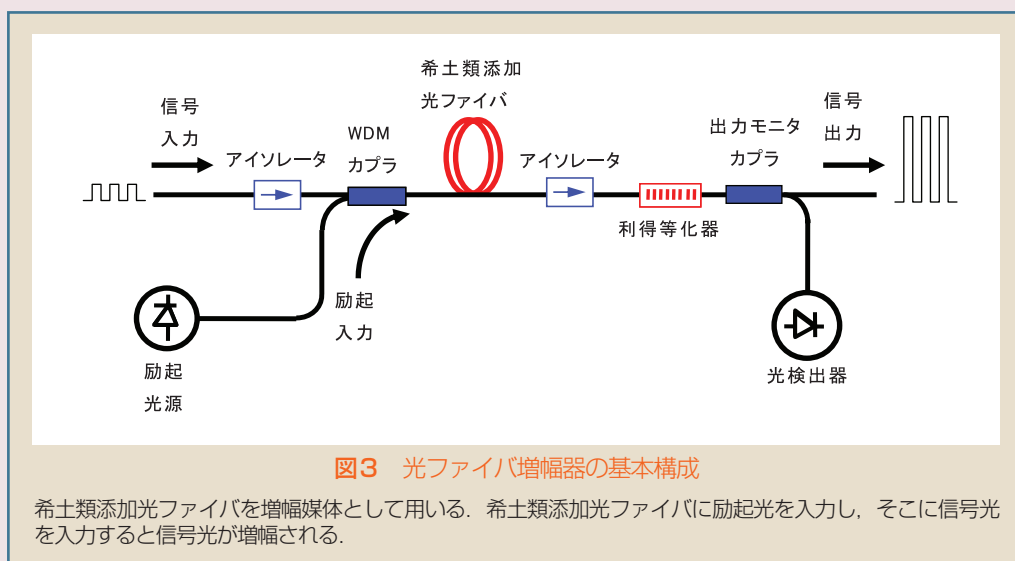 希土類添加
光ファイバ
信号
入力
信号
出力
WDM
カプラ
出力モニタ
カプラ
アイソレータ
アイソレータ
利得等化器
励起
入力
励起
光源
光検出器
図3 光ファイバ増幅器の基本構成
希土類添加光ファイバを増幅媒体として用いる．希土類添加光ファイバに励起光を入力し，そこに信号光
を入力すると信号光が増幅される．